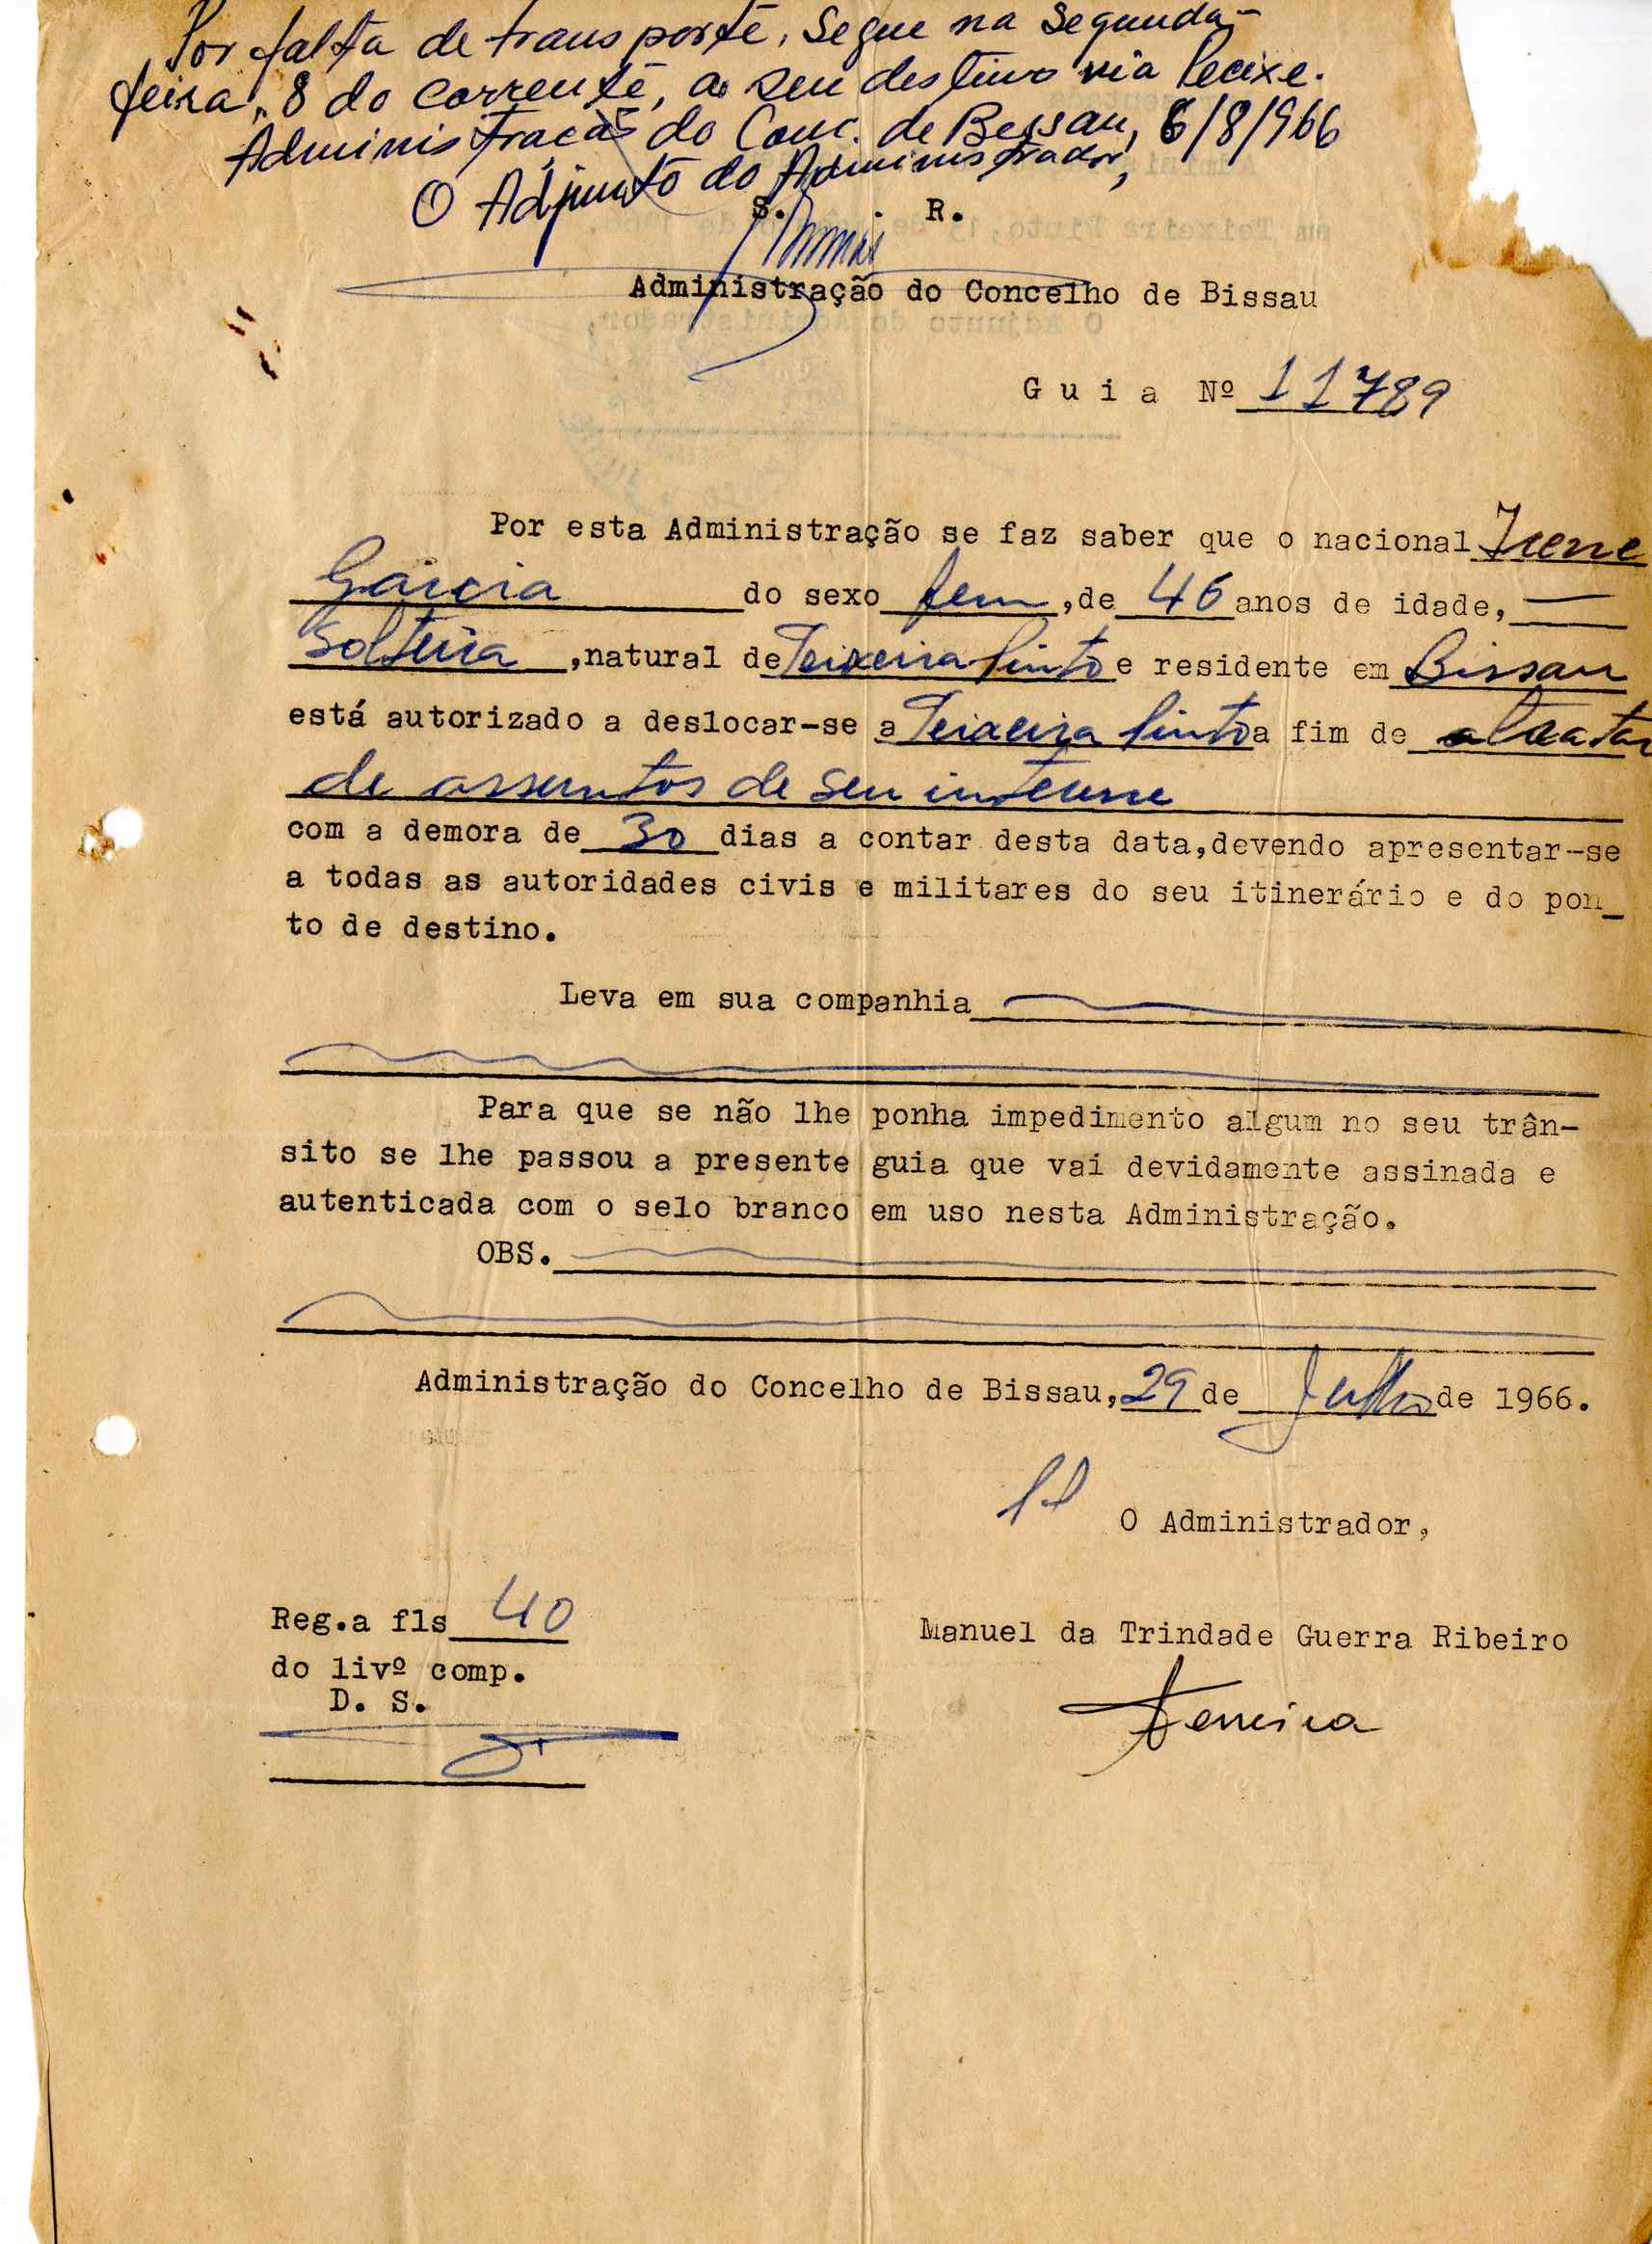 Por falta de transporte, segue na segunda-
feira, 8 do corrente, ao seu destino via Pecixe.
Administração do Conc. de Bissau, 6/8/966
O Adjunto do Administrador,
S. R.
Administração do Concelho de Bissau
G u i a Nº 11789
Por esta Administração se faz saber que o nacional Irene
Garcia do sexo fem, de 46 anos de idade, —
solteira, natural de Teixeira Pinto e residente em Bissau
está autorizado a deslocar-se a Teixeira Pinto a fim de tratar
de assuntos de seu interesse
com a demora de 30 dias a contar desta data, devendo apresentar-se
a todas as autoridades civis e militares do seu itinerário e do pon_
to de destino.
Leva em sua companhia
Para que se não lhe ponha impedimento algum no seu trân-
sito se lhe passou a presente guia que vai devidamente assinada e
autenticada com o selo branco em uso nesta Administração.
OBS.
Administração do Concelho de Bissau, 29 de Julho de 1966.
O Administrador,
Reg.a fls 40
Manuel da Trindade Guerra Ribeiro
do livº comp.
D. S.
Ferreira